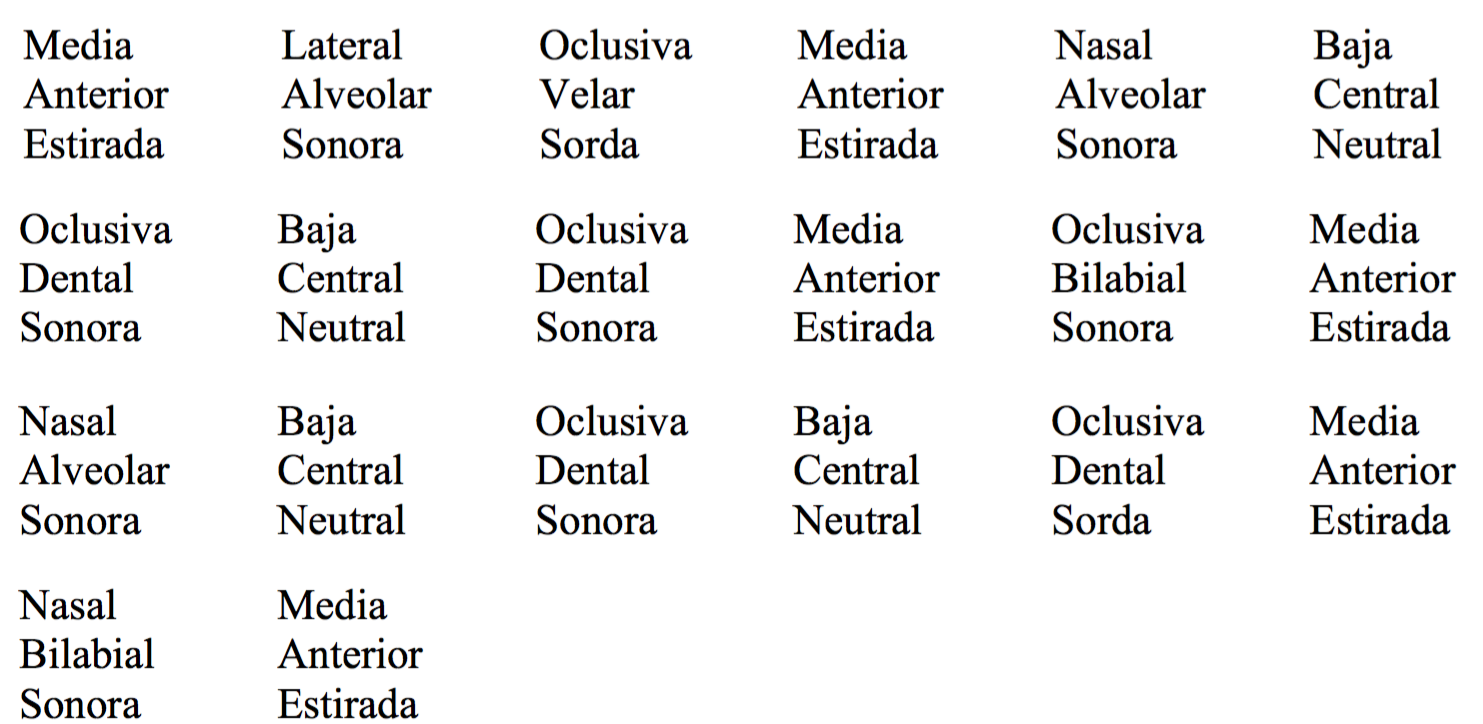 Media Lateral Oclusiva Media Nasal Baja
Anterior Alveolar Velar Anterior Alveolar Central
Estirada Sonora Sorda Estirada Sonora Neutral
Oclusiva Baja Oclusiva Media Oclusiva Media
Dental Central Dental Anterior Bilabial Anterior
Sonora Neutral Sonora Estirada Sonora Estirada
Nasal Baja Oclusiva Baja Oclusiva Media
Alveolar Central Dental Central Dental Anterior
Sonora Neutral Sonora Neutral Sorda Estirada
Nasal Media
Bilabial Anterior
Sonora Estirada